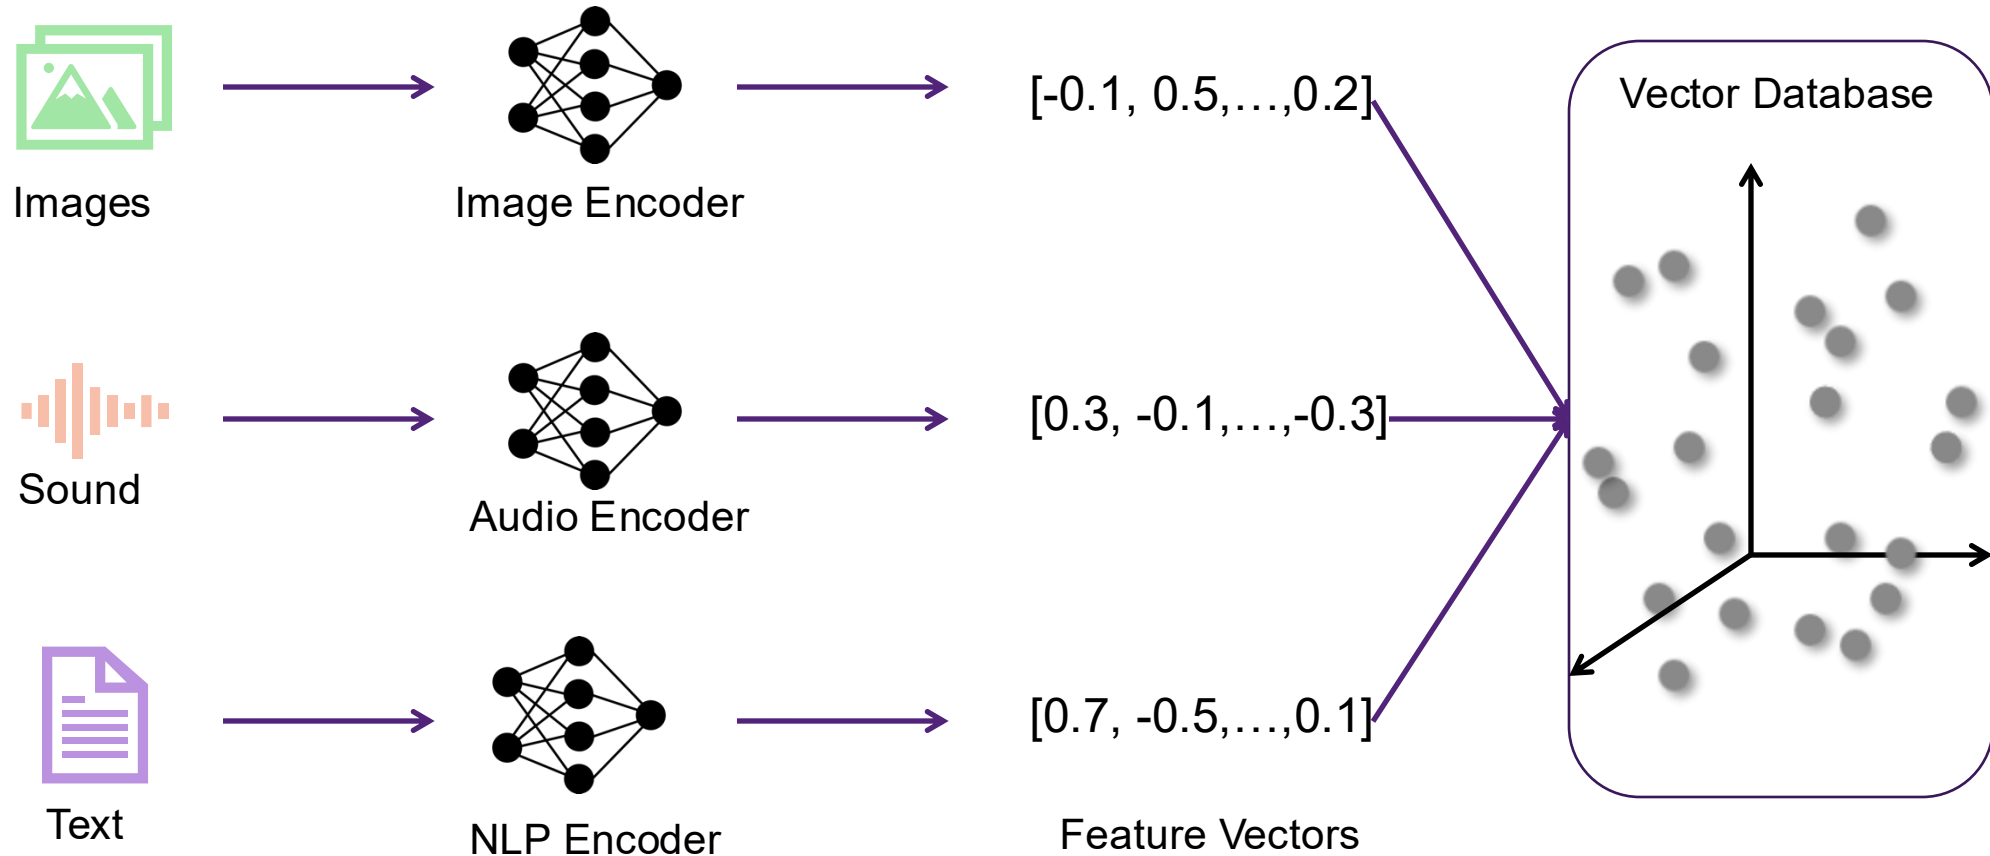 Images
Image Encoder
[-0.1, 0.5,...,0.2]
Vector Database
Sound
Audio Encoder
[0.3, -0.1,...,-0.3]
Text
NLP Encoder
[0.7, -0.5,...,0.1]
Feature Vectors